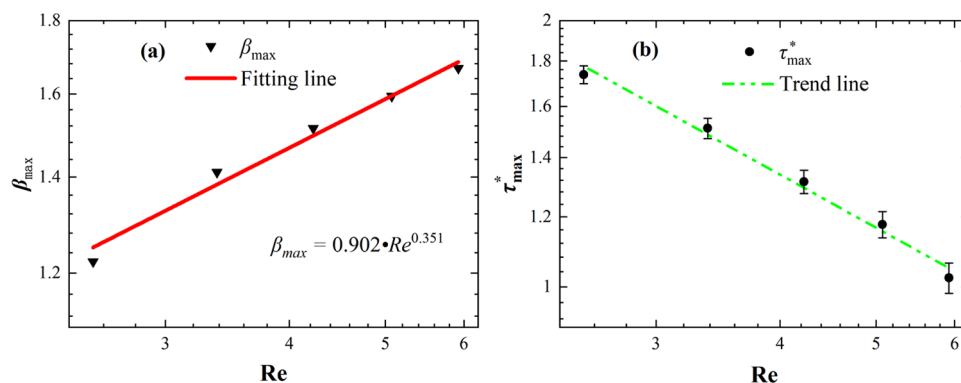 (a)
β_max
Fitting line
1.8
1.6
1.4
1.2
β_max
β_max = 0.902•Re^0.351
3
4
5
6
Re
(b)
τ*_max
Trend line
2
1.8
1.6
1.4
1.2
1
τ*_max
3
4
5
6
Re